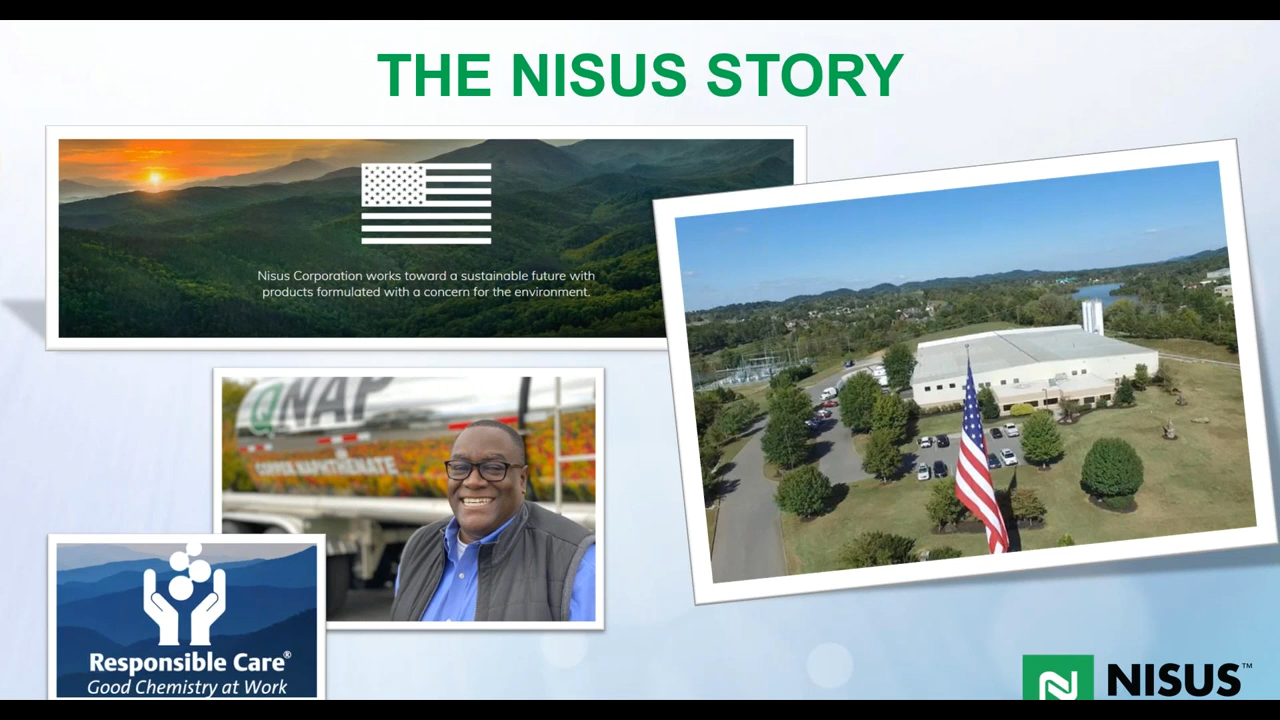 THE NISUS STORY
Nisus Corporation works toward a sustainable future with
products formulated with a concern for the environment.
QNAP
COPPER NAPHTHENATE
Responsible Care®
Good Chemistry at Work
NISUS™